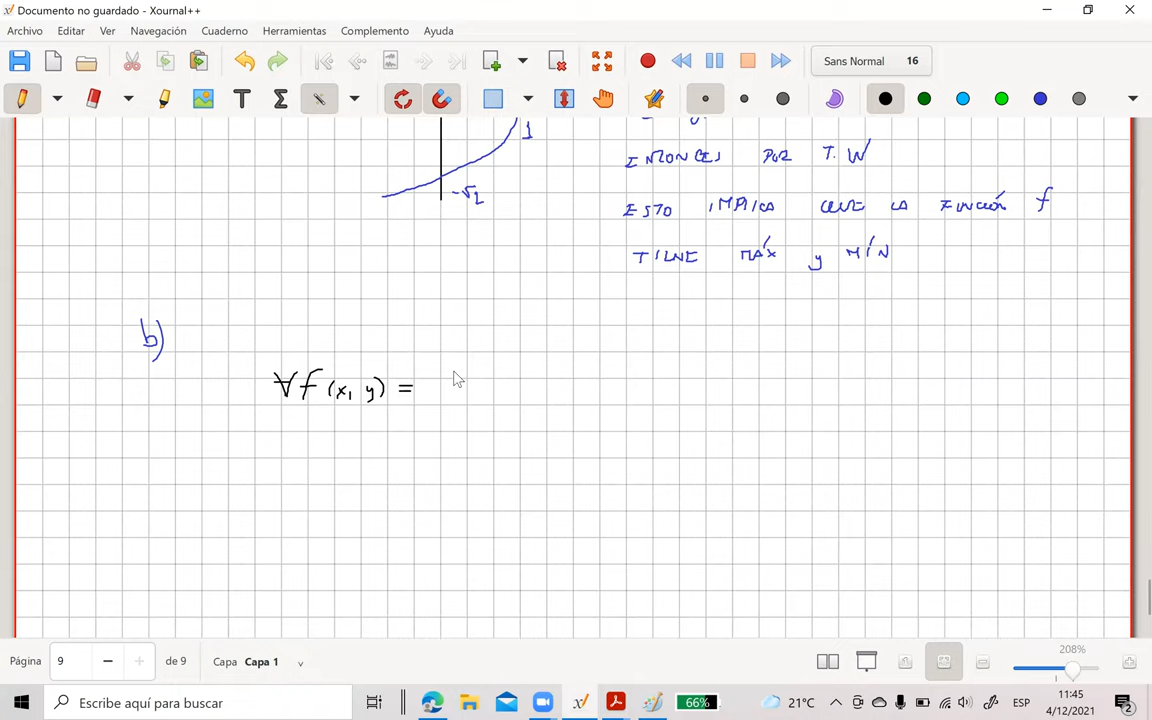 Documento no guardado - Xournal++
Archivo Editar Ver Navegación Cuaderno Herramientas Complemento Ayuda
Sans Normal 16
1
-√2
ENTONCES POR T.W
ESTO IMPLICA QUE LA FUNCIÓN f
TIENE MÁX y MÍN
b)
∀f(x, y) =
Página 9 de 9 Capa Capa 1
208%
Escribe aquí para buscar
66%
21°C
ESP
11:45
4/12/2021
2